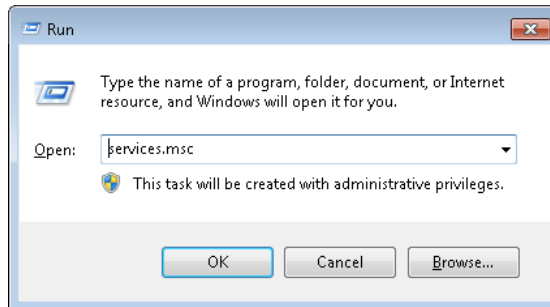 Run
Type the name of a program, folder, document, or Internet
resource, and Windows will open it for you.
Open: services.msc
This task will be created with administrative privileges.
OK Cancel Browse...